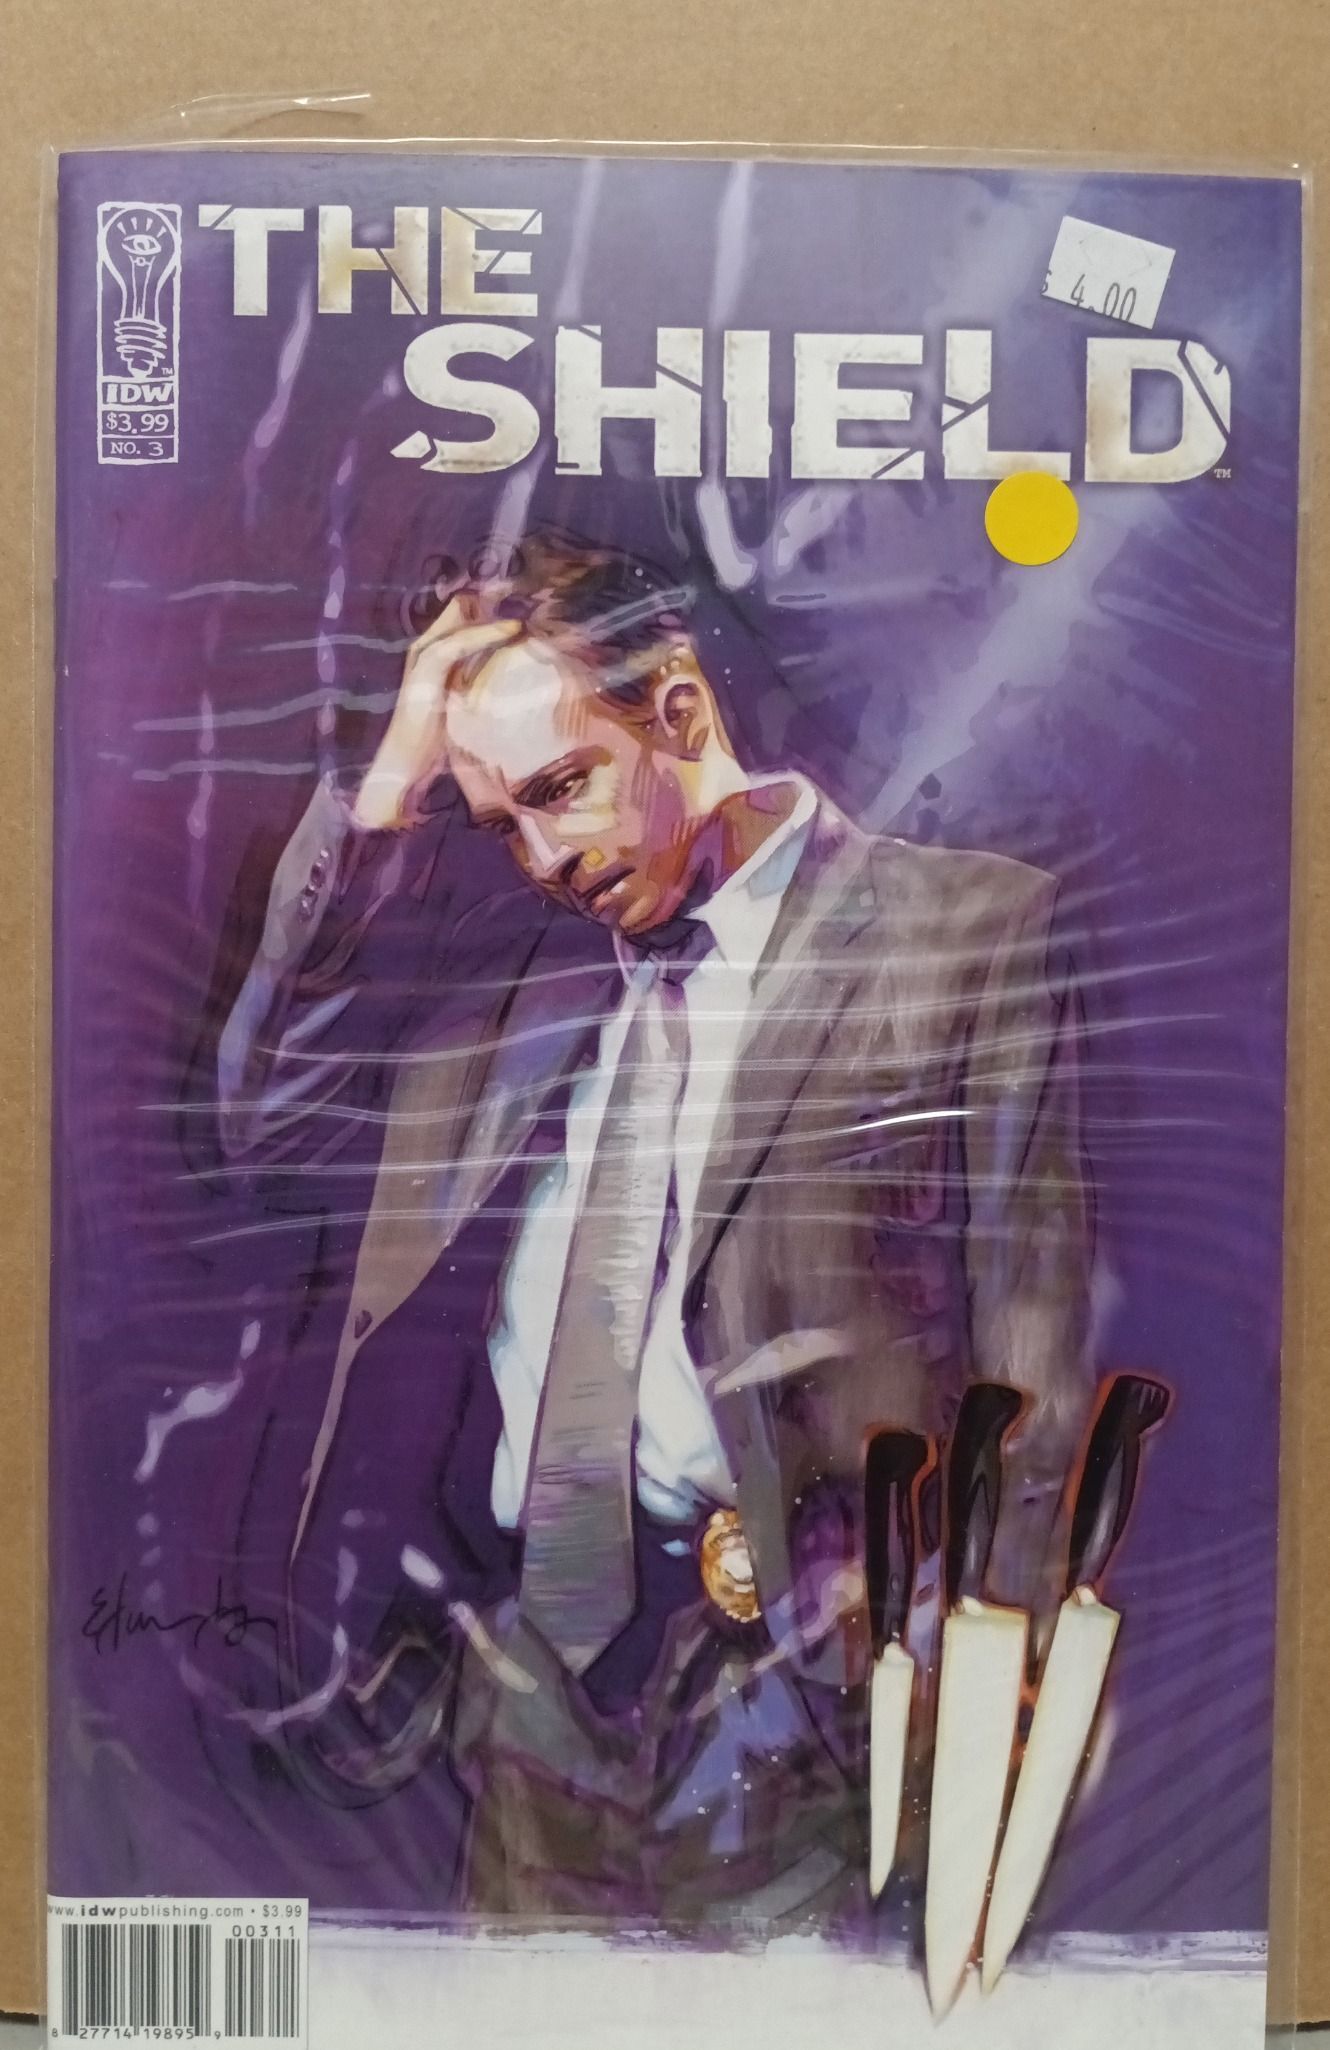 THE
SHIELD
TM
TM
IDW
$3.99
NO. 3
$ 4.00
www.idwpublishing.com • $3.99
00311
8 27714 19895 9